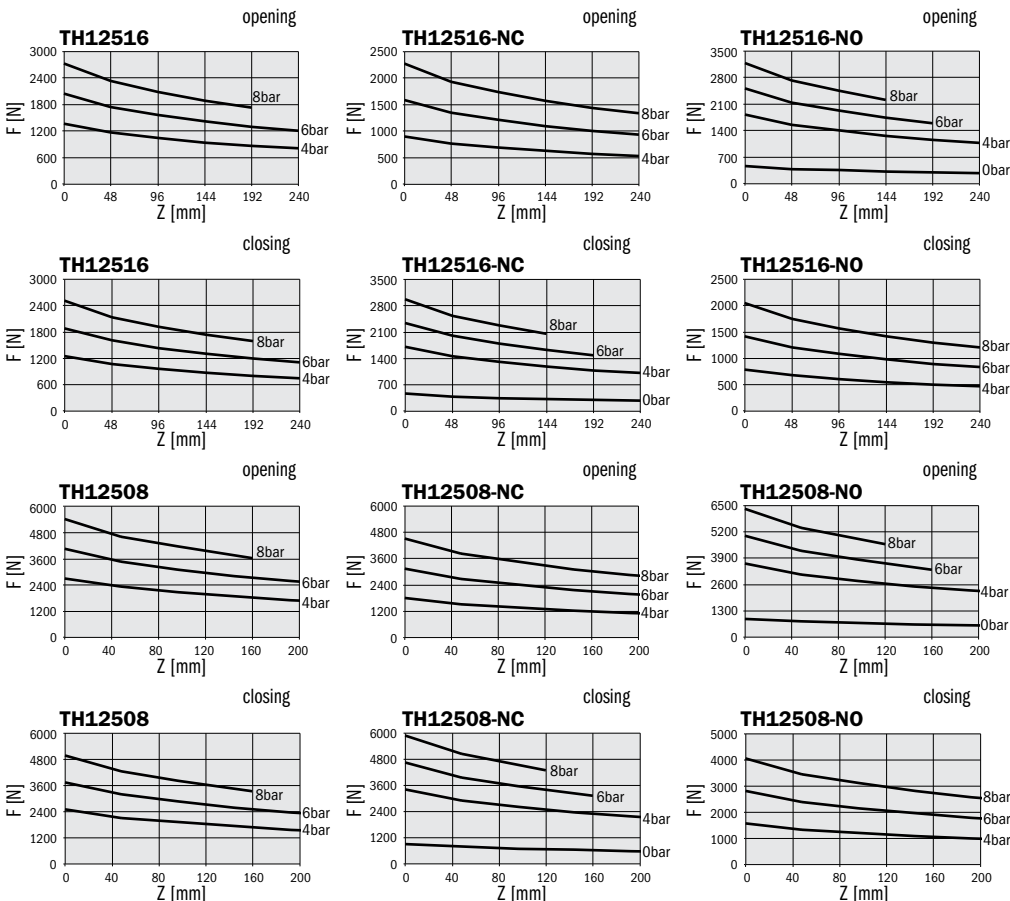 opening
TH12516
F [N]
3000
2400
1800
1200
600
0
8bar
6bar
4bar
0 48 96 144 192 240
Z [mm]
opening
TH12516-NC
F [N]
2500
2000
1500
1000
500
0
8bar
6bar
4bar
0 48 96 144 192 240
Z [mm]
opening
TH12516-NO
F [N]
3500
2800
2100
1400
700
0
8bar
6bar
4bar
0bar
0 48 96 144 192 240
Z [mm]
closing
TH12516
F [N]
3000
2400
1800
1200
600
0
8bar
6bar
4bar
0 48 96 144 192 240
Z [mm]
closing
TH12516-NC
F [N]
3500
2800
2100
1400
700
0
8bar
6bar
4bar
0bar
0 48 96 144 192 240
Z [mm]
closing
TH12516-NO
F [N]
2500
2000
1500
1000
500
0
8bar
6bar
4bar
0 48 96 144 192 240
Z [mm]
opening
TH12508
F [N]
6000
4800
3600
2400
1200
0
8bar
6bar
4bar
0 40 80 120 160 200
Z [mm]
opening
TH12508-NC
F [N]
6000
4800
3600
2400
1200
0
8bar
6bar
4bar
0 40 80 120 160 200
Z [mm]
opening
TH12508-NO
F [N]
6500
5200
3900
2600
1300
0
8bar
6bar
4bar
0bar
0 40 80 120 160 200
Z [mm]
closing
TH12508
F [N]
6000
4800
3600
2400
1200
0
8bar
6bar
4bar
0 40 80 120 160 200
Z [mm]
closing
TH12508-NC
F [N]
6000
4800
3600
2400
1200
0
8bar
6bar
4bar
0bar
0 40 80 120 160 200
Z [mm]
closing
TH12508-NO
F [N]
5000
4000
3000
2000
1000
0
8bar
6bar
4bar
0 40 80 120 160 200
Z [mm]